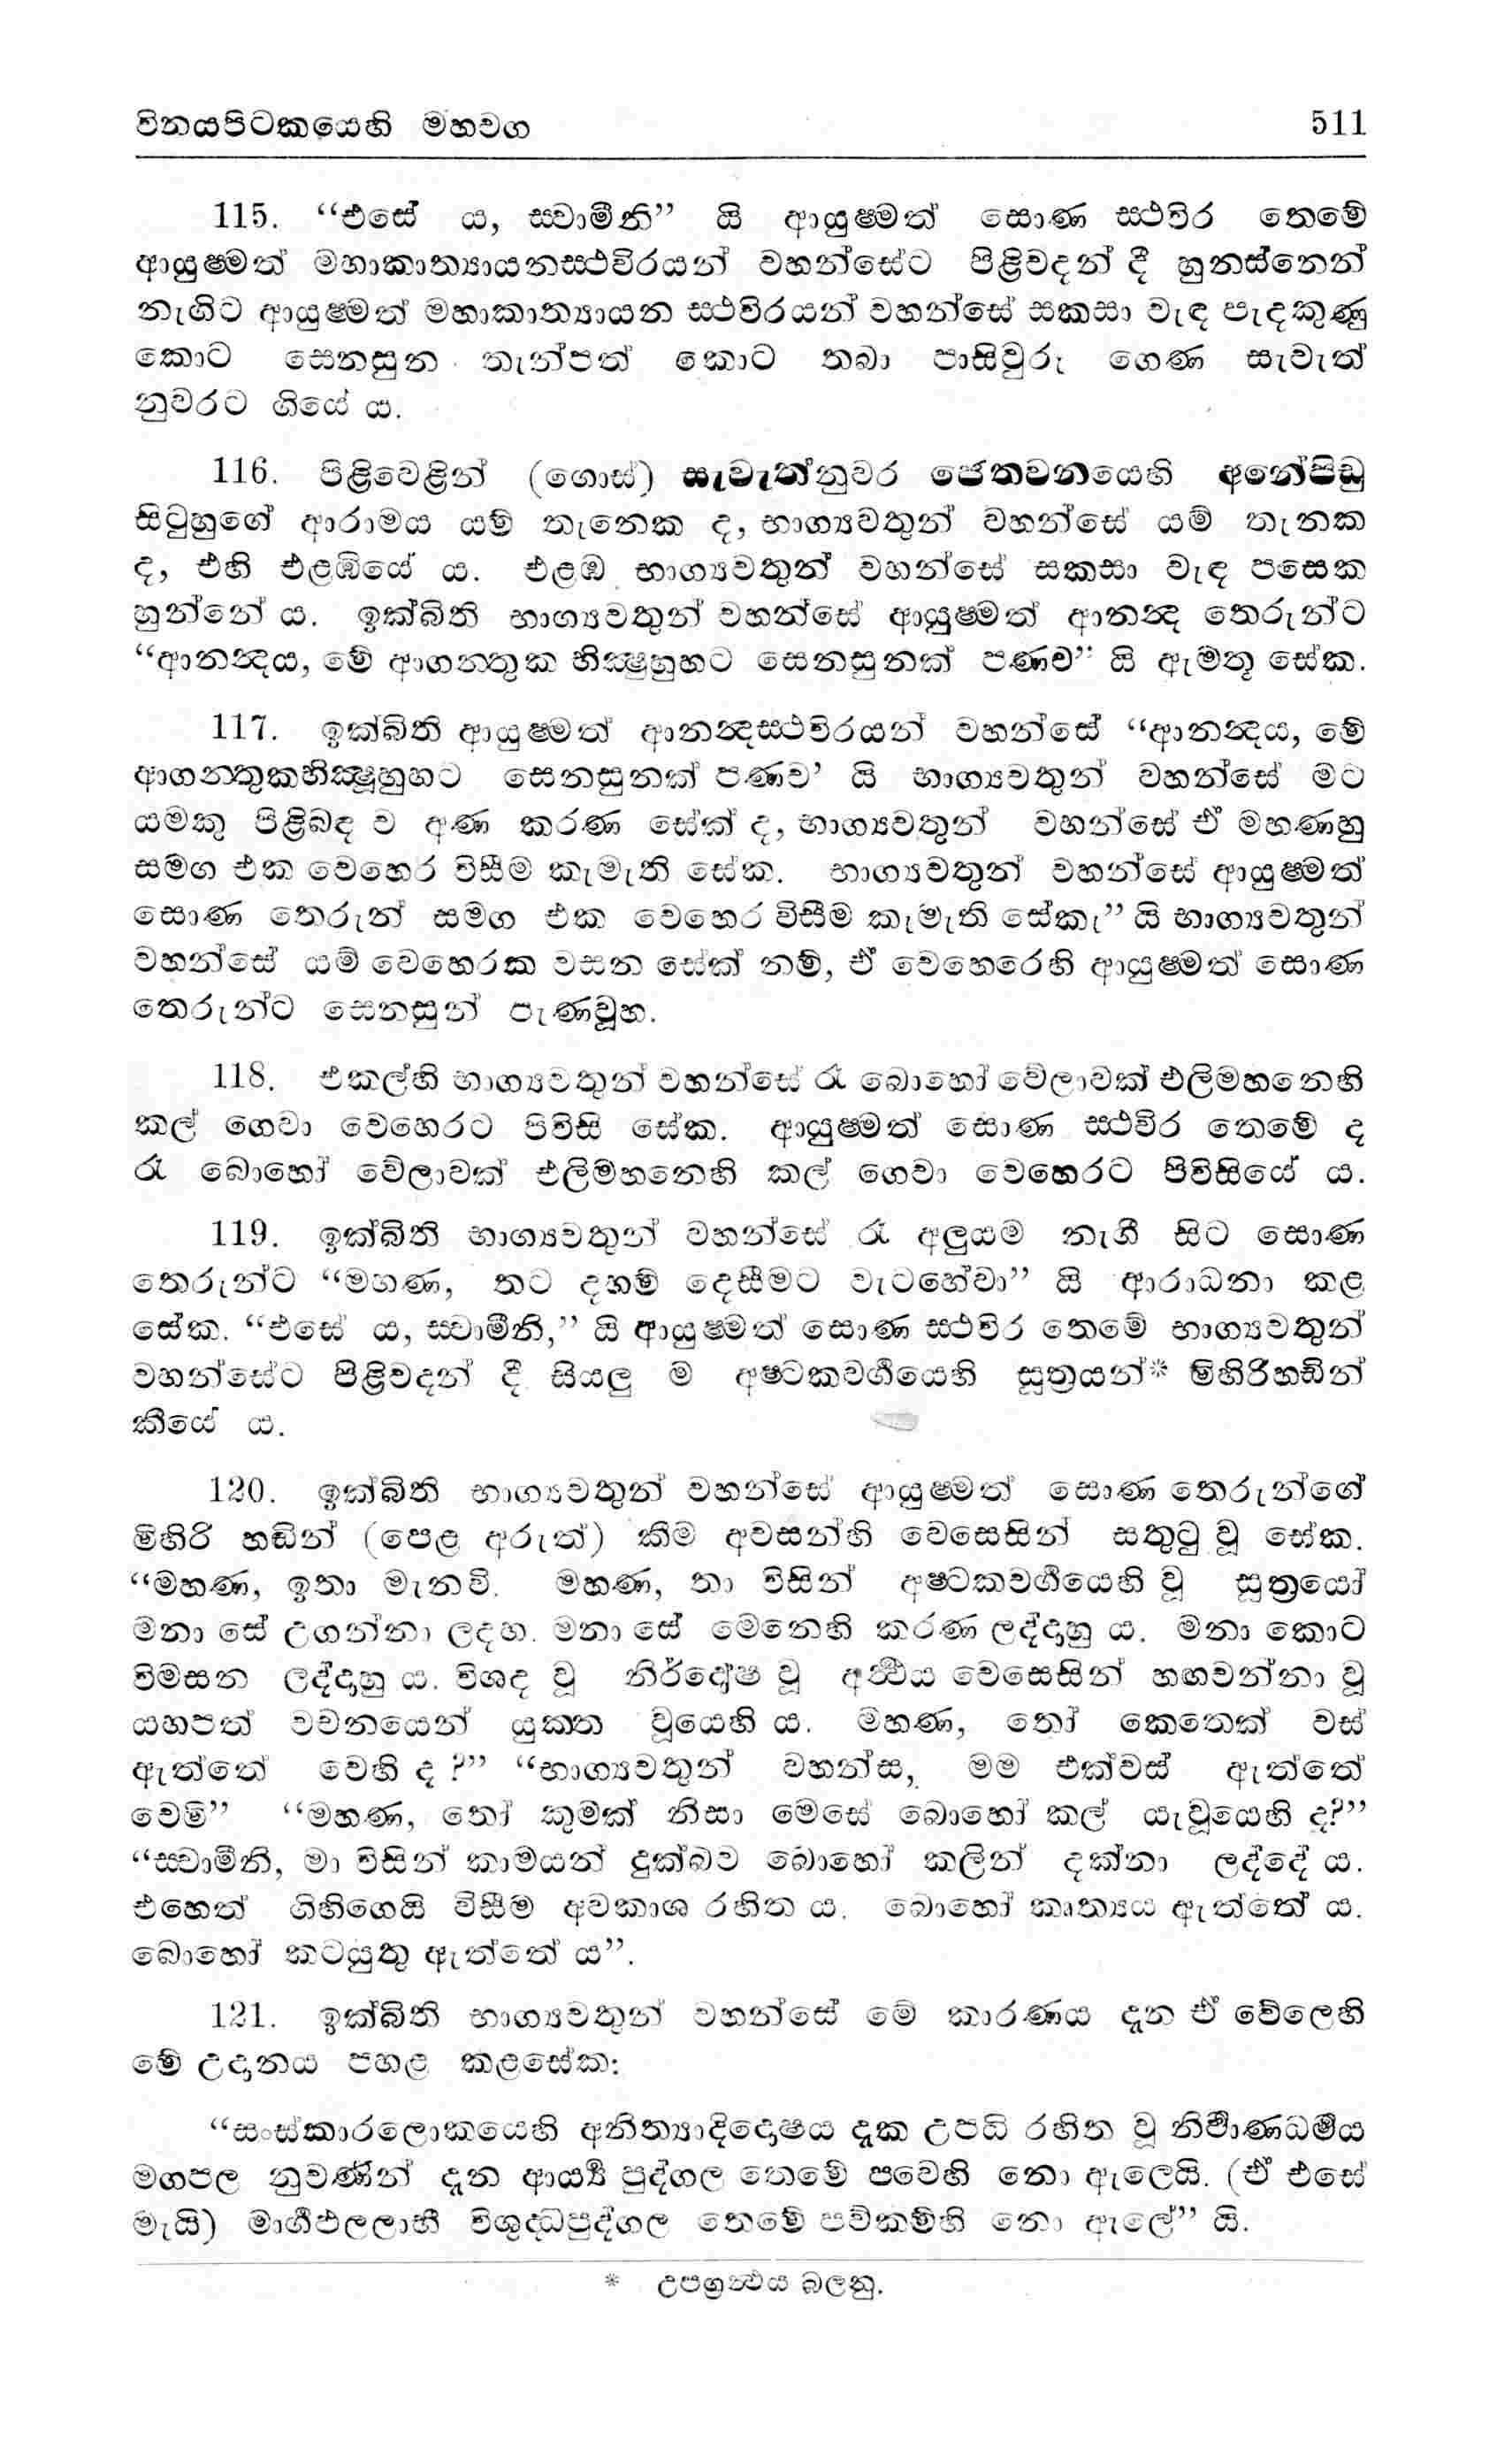 විනයපිටකයෙහි මහවග 511
115. “එසේ ය, ස්වාමීනි” යි ආයුෂ්මත් සොණ ස්ථවිර තෙමේ
ආයුෂ්මත් මහාකාත්‍යායනස්ථවිරයන් වහන්සේට පිළිවදන් දී හුනස්නෙන්
නැගිට ආයුෂ්මත් මහාකාත්‍යායන ස්ථවිරයන් වහන්සේ සකසා වැඳ පැදකුණු
කොට සෙනසුන තැන්පත් කොට තබා පාසිවුරු ගෙණ සැවැත්
නුවරට ගියේ ය.
116. පිළිවෙළින් (ගොස්) සැවැත්නුවර ජේතවනයෙහි අනේපිඬු
සිටුහුගේ ආරාමය යම් තැනෙක ද, භාග්‍යවතුන් වහන්සේ යම් තැනක
ද, එහි එළඹියේ ය. එළඹ භාග්‍යවතුන් වහන්සේ සකසා වැඳ පසෙක
හුන්නේ ය. ඉක්බිති භාග්‍යවතුන් වහන්සේ ආයුෂ්මත් ආනන්‍ද තෙරුන්ට
“ආනන්‍දය, මේ ආගන්තුක භික්‍ෂුහුහට සෙනසුනක් පණව” යි ඇමතූ සේක.
117. ඉක්බිති ආයුෂ්මත් ආනන්‍දස්ථවිරයන් වහන්සේ “ආනන්‍දය, මේ
ආගන්තුකභික්‍ෂූහුහට සෙනසුනක් පණව’ යි භාග්‍යවතුන් වහන්සේ මට
යමකු පිළිබඳ ව අණ කරණ සේක් ද, භාග්‍යවතුන් වහන්සේ ඒ මහණහු
සමග එක වෙහෙර විසීම කැමැති සේක. භාග්‍යවතුන් වහන්සේ ආයුෂ්මත්
සොණ තෙරුන් සමග එක වෙහෙර විසීම කැමැති සේකැ” යි භාග්‍යවතුන්
වහන්සේ යම් වෙහෙරක වසන සේක් නම්, ඒ වෙහෙරෙහි ආයුෂ්මත් සොණ
තෙරුන්ට සෙනසුන් පැණවූහ.
118. එකල්හි භාග්‍යවතුන් වහන්සේ රෑ බොහෝ වේලාවක් එලිමහනෙහි
කල් ගෙවා වෙහෙරට පිවිසි සේක. ආයුෂ්මත් සොණ ස්ථවිර තෙමේ ද
රෑ බොහෝ වේලාවක් එලිමහනෙහි කල් ගෙවා වෙහෙරට පිවිසියේ ය.
119. ඉක්බිති භාග්‍යවතුන් වහන්සේ රෑ අලුයම නැගී සිට සොණ
තෙරුන්ට “මහණ, තට දහම් දෙසීමට වැටහේවා” යි ආරාධනා කළ
සේක. “එසේ ය, ස්වාමීනි,” යි ආයුෂ්මත් සොණ ස්ථවිර තෙමේ භාග්‍යවතුන්
වහන්සේට පිළිවදන් දී සියලු ම අෂ්ටකවර්‍ගයෙහි සූත්‍රයන්* මිහිරිහඬින්
කීයේ ය.
120. ඉක්බිති භාග්‍යවතුන් වහන්සේ ආයුෂ්මත් සොණ තෙරුන්ගේ
මිහිරි හඬින් (පෙළ අරුත්) කීම අවසන්හි වෙසෙසින් සතුටු වූ සේක.
“මහණ, ඉතා මැනවි. මහණ, තා විසින් අෂ්ටකවර්‍ගයෙහි වූ සූත්‍රයෝ
මනා සේ උගන්නා ලදහ. මනා සේ මෙනෙහි කරණ ලද්දාහු ය. මනා කොට
විමසන ලද්දාහු ය. විශද වූ නිර්දෝෂ වූ අර්‍ථය වෙසෙසින් හඟවන්නා වූ
යහපත් වචනයෙන් යුක්ත වූයෙහි ය. මහණ, තෝ කෙතෙක් වස්
ඇත්තේ වෙහි ද ?” “භාග්‍යවතුන් වහන්ස, මම එක්වස් ඇත්තේ
වෙමි” “මහණ, තෝ කුමක් නිසා මෙසේ බොහෝ කල් යැවූයෙහි ද?”
“ස්වාමීනි, මා විසින් කාමයන් දුක්බව බොහෝ කලින් දක්නා ලද්දේ ය.
එහෙත් ගිහිගෙයි විසීම අවකාශ රහිත ය. බොහෝ කෘත්‍යය ඇත්තේ ය.
බොහෝ කටයුතු ඇත්තේ ය”.
121. ඉක්බිති භාග්‍යවතුන් වහන්සේ මේ කාරණය දැන ඒ වේලෙහි
මේ උදානය පහළ කළසේක:
“සංස්කාරලොකයෙහි අනිත්‍යාදිදොෂය දැක උපධි රහිත වූ නිර්‍වාණධර්‍මය
මගපල නුවණින් දැන ආර්‍ය්‍ය පුද්ගල තෙමේ පවෙහි නො ඇලෙයි. (ඒ එසේ
මැයි) මාර්‍ගඵලලාභී විශුද්ධපුද්ගල තෙමේ පව්කම්හි නො ඇලේ” යි.
* උපග්‍රන්‍ථය බලනු.